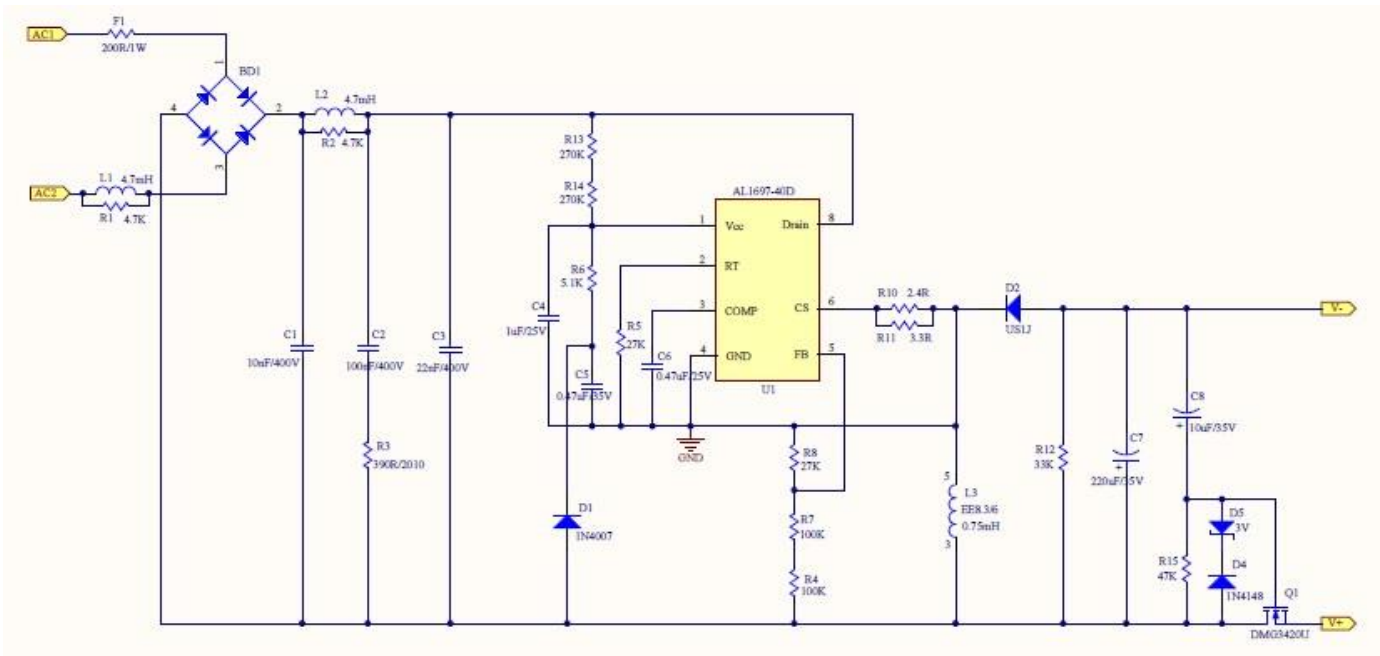 AC1
F1
200R/1W
1
BD1
4
2
3
L2 4.7mH
R2 4.7K
AC2
L1 4.7mH
R1 4.7K
R13
270K
R14
270K
AL1697-40D
1 Vcc
Drain 8
2 RT
3 COMP
CS 6
4 GND
FB 5
U1
R6
5.1K
C4
1uF/25V
R5
27K
C6
0.47uF/25V
C5
0.47uF/35V
C1
10nF/400V
C2
100nF/400V
C3
22nF/400V
R3
390R/2010
D1
1N4007
GND
R10 2.4R
R11 3.3R
D2
US1J
V-
R8
27K
R7
100K
R4
100K
5
L3
EE8.3/6
0.75mH
3
R12
33K
C7
+
220uF/35V
C8
+
10uF/35V
D5
3V
R15
47K
D4
1N4148
Q1
DMG3420U
V+